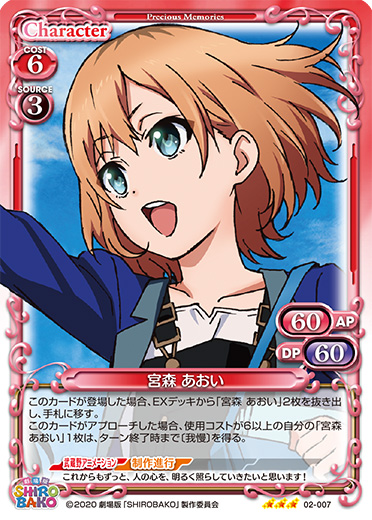 Precious Memories
Character
COST
6
SOURCE
3
60 AP
DP 60
宮森 あおい
このカードが登場した場合、EXデッキから「宮森 あおい」2枚を抜き出
し、手札に移す。
このカードがアプローチした場合、使用コストが6以上の自分の「宮森
あおい」1枚は、ターン終了時まで《我慢》を得る。
武蔵野アニメーション 制作進行
これからもずっと、人の心を、明るく照らしていきたいと思います!
劇場版
SHIRO
BAKO
©2020 劇場版「SHIROBAKO」製作委員会
02-007